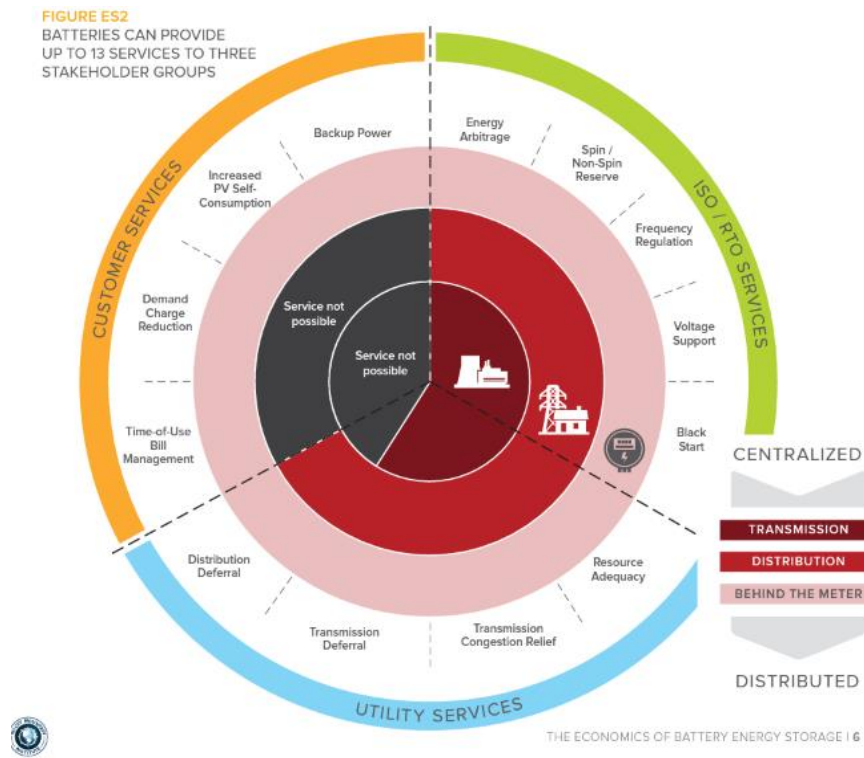 FIGURE ES2
BATTERIES CAN PROVIDE
UP TO 13 SERVICES TO THREE
STAKEHOLDER GROUPS
CUSTOMER SERVICES
ISO / RTO SERVICES
UTILITY SERVICES
Backup Power
Increased
PV Self-
Consumption
Demand
Charge
Reduction
Time-of-Use
Bill
Management
Energy
Arbitrage
Spin /
Non-Spin
Reserve
Frequency
Regulation
Voltage
Support
Black
Start
Resource
Adequacy
Transmission
Congestion Relief
Transmission
Deferral
Distribution
Deferral
Service not
possible
Service not
possible
CENTRALIZED
TRANSMISSION
DISTRIBUTION
BEHIND THE METER
DISTRIBUTED
THE ECONOMICS OF BATTERY ENERGY STORAGE | 6